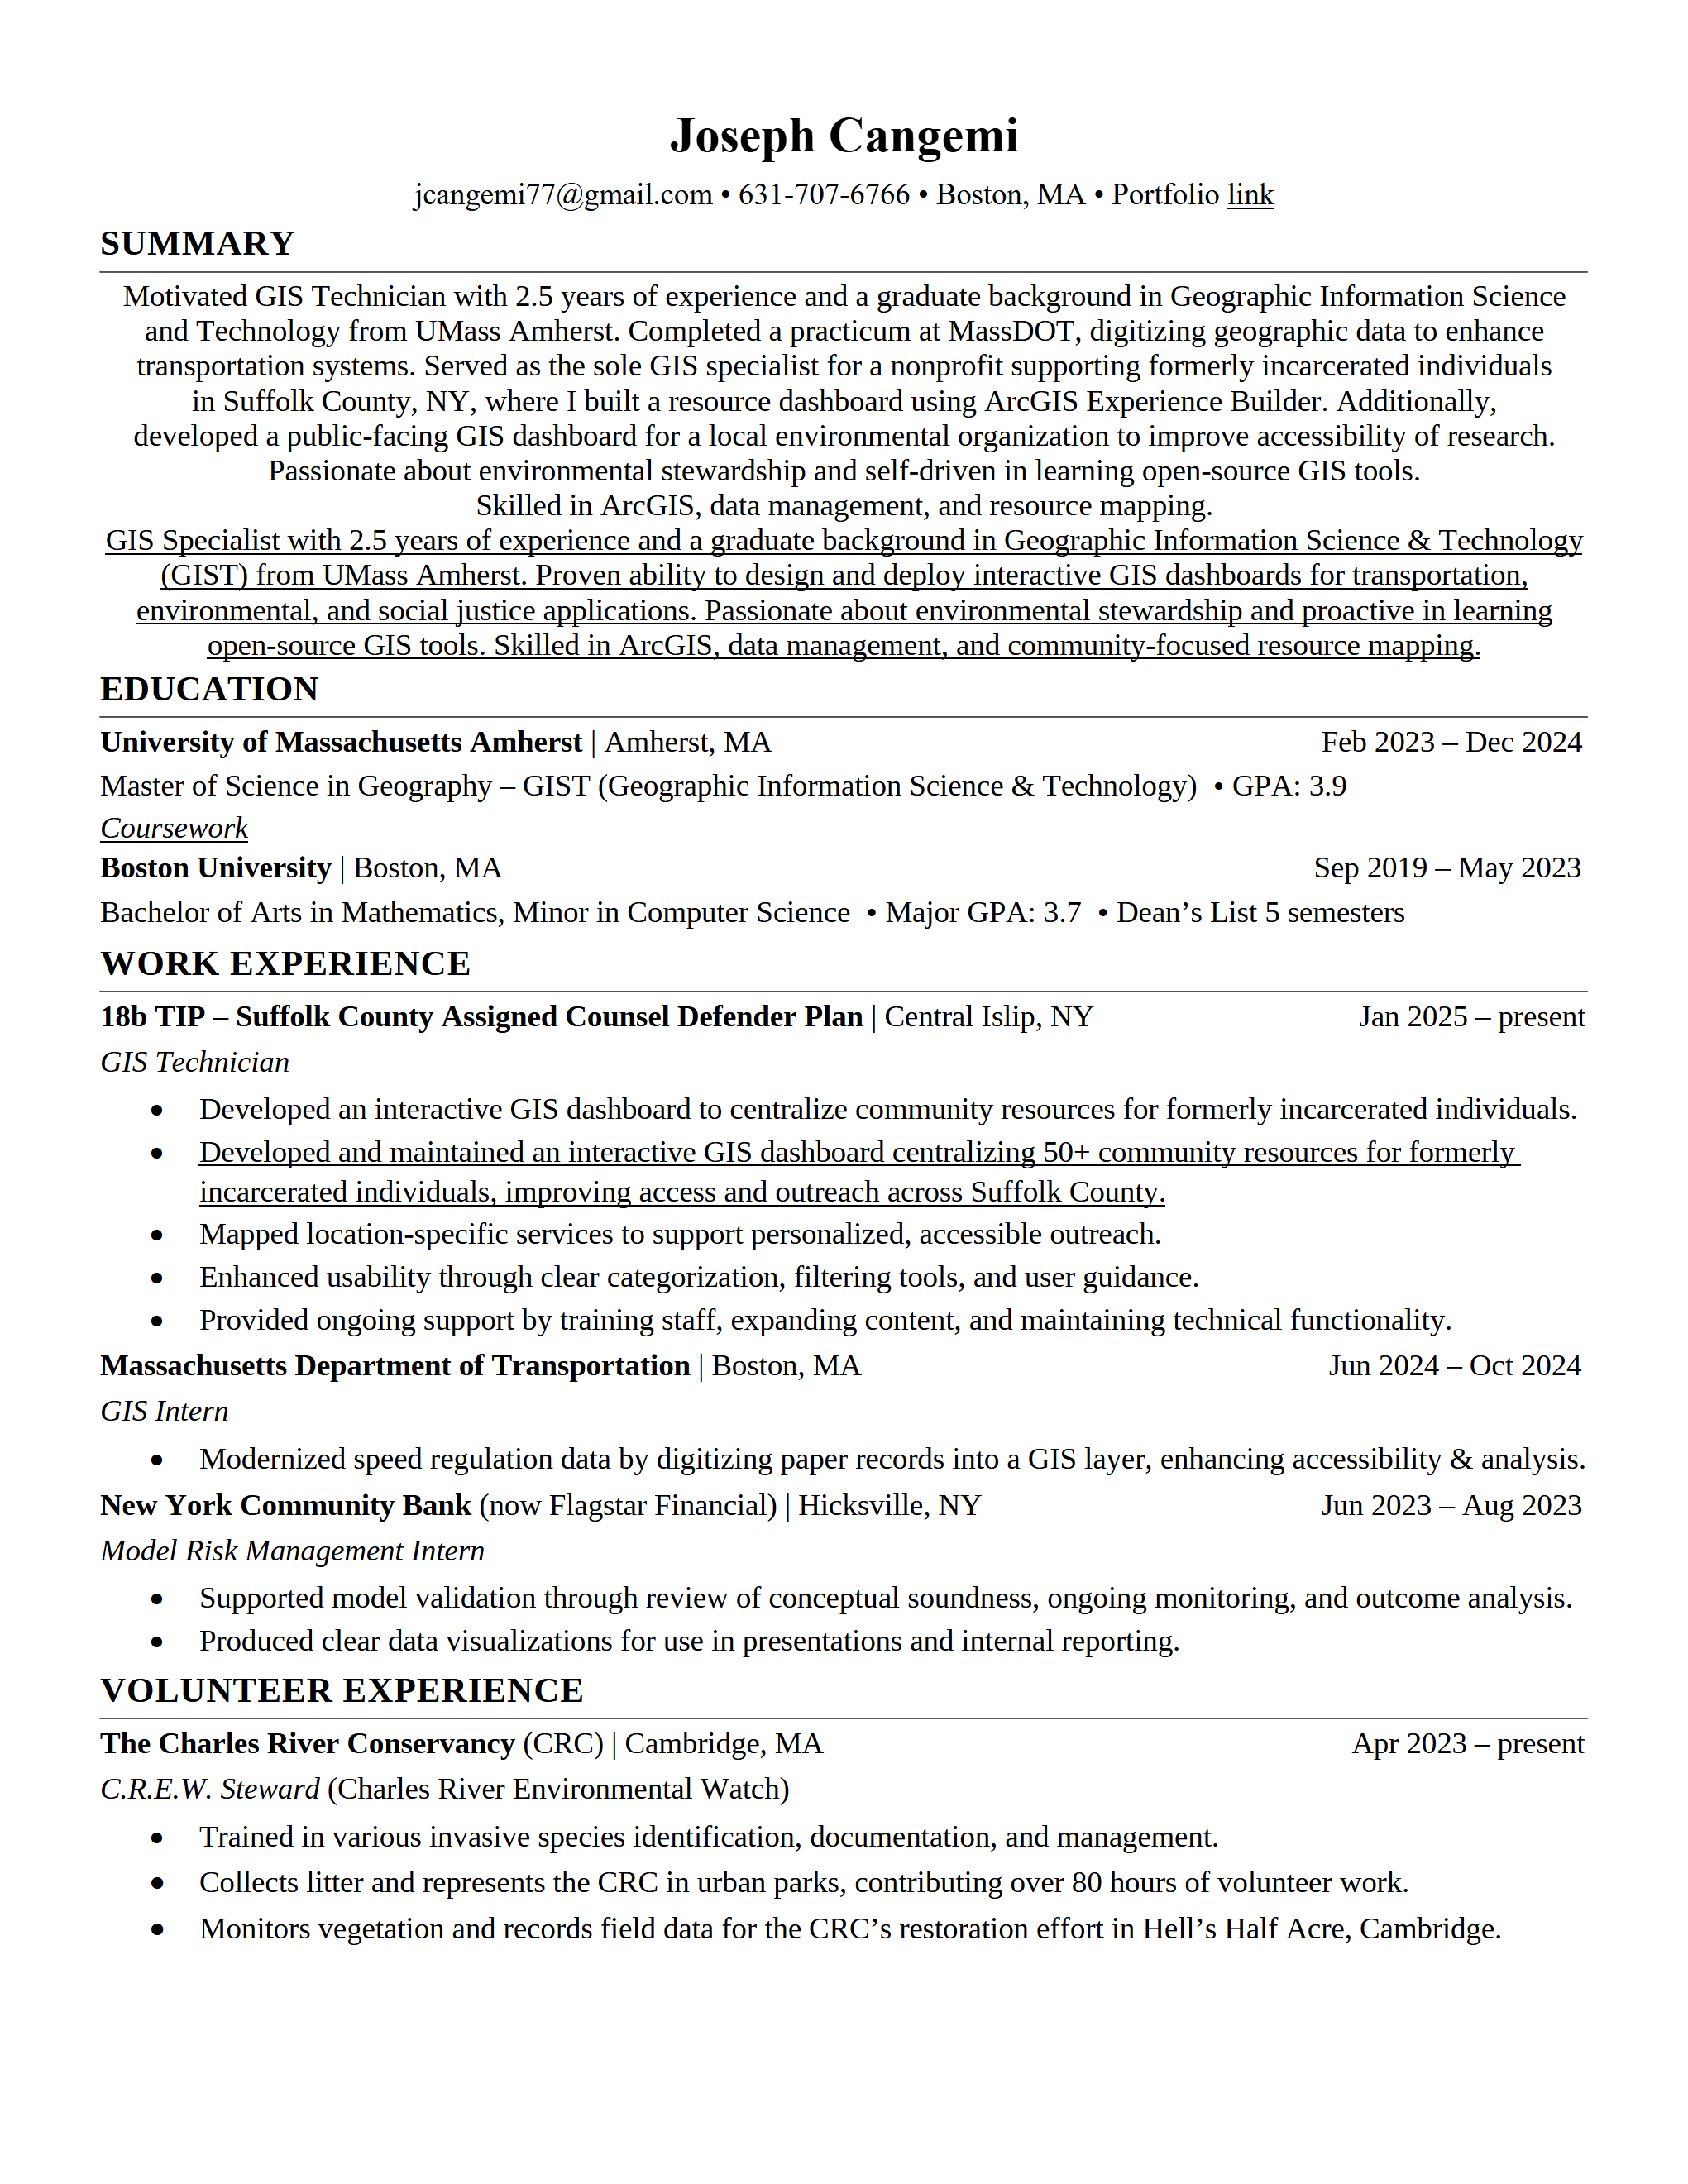 Joseph Cangemi
jcangemi77@gmail.com • 631-707-6766 • Boston, MA • Portfolio link
SUMMARY
Motivated GIS Technician with 2.5 years of experience and a graduate background in Geographic Information Science
and Technology from UMass Amherst. Completed a practicum at MassDOT, digitizing geographic data to enhance
transportation systems. Served as the sole GIS specialist for a nonprofit supporting formerly incarcerated individuals
in Suffolk County, NY, where I built a resource dashboard using ArcGIS Experience Builder. Additionally,
developed a public-facing GIS dashboard for a local environmental organization to improve accessibility of research.
Passionate about environmental stewardship and self-driven in learning open-source GIS tools.
Skilled in ArcGIS, data management, and resource mapping.
GIS Specialist with 2.5 years of experience and a graduate background in Geographic Information Science & Technology
(GIST) from UMass Amherst. Proven ability to design and deploy interactive GIS dashboards for transportation,
environmental, and social justice applications. Passionate about environmental stewardship and proactive in learning
open-source GIS tools. Skilled in ArcGIS, data management, and community-focused resource mapping.
EDUCATION
University of Massachusetts Amherst | Amherst, MA Feb 2023 – Dec 2024
Master of Science in Geography – GIST (Geographic Information Science & Technology) • GPA: 3.9
Coursework
Boston University | Boston, MA Sep 2019 – May 2023
Bachelor of Arts in Mathematics, Minor in Computer Science • Major GPA: 3.7 • Dean’s List 5 semesters
WORK EXPERIENCE
18b TIP – Suffolk County Assigned Counsel Defender Plan | Central Islip, NY Jan 2025 – present
GIS Technician
● Developed an interactive GIS dashboard to centralize community resources for formerly incarcerated individuals.
● Developed and maintained an interactive GIS dashboard centralizing 50+ community resources for formerly
incarcerated individuals, improving access and outreach across Suffolk County.
● Mapped location-specific services to support personalized, accessible outreach.
● Enhanced usability through clear categorization, filtering tools, and user guidance.
● Provided ongoing support by training staff, expanding content, and maintaining technical functionality.
Massachusetts Department of Transportation | Boston, MA Jun 2024 – Oct 2024
GIS Intern
● Modernized speed regulation data by digitizing paper records into a GIS layer, enhancing accessibility & analysis.
New York Community Bank (now Flagstar Financial) | Hicksville, NY Jun 2023 – Aug 2023
Model Risk Management Intern
● Supported model validation through review of conceptual soundness, ongoing monitoring, and outcome analysis.
● Produced clear data visualizations for use in presentations and internal reporting.
VOLUNTEER EXPERIENCE
The Charles River Conservancy (CRC) | Cambridge, MA Apr 2023 – present
C.R.E.W. Steward (Charles River Environmental Watch)
● Trained in various invasive species identification, documentation, and management.
● Collects litter and represents the CRC in urban parks, contributing over 80 hours of volunteer work.
● Monitors vegetation and records field data for the CRC’s restoration effort in Hell’s Half Acre, Cambridge.